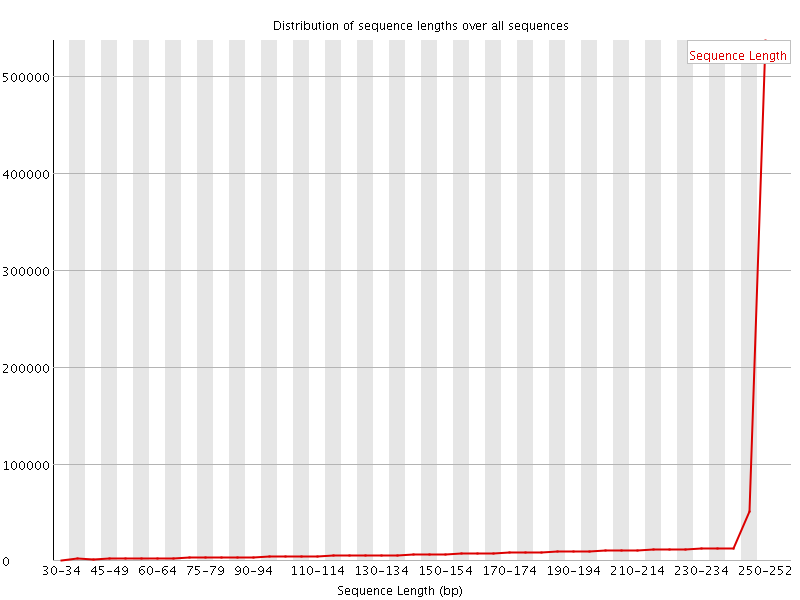 Distribution of sequence lengths over all sequences
Sequence Length
500000
400000
300000
200000
100000
0
30-34 45-49 60-64 75-79 90-94 110-114 130-134 150-154 170-174 190-194 210-214 230-234 250-252
Sequence Length (bp)